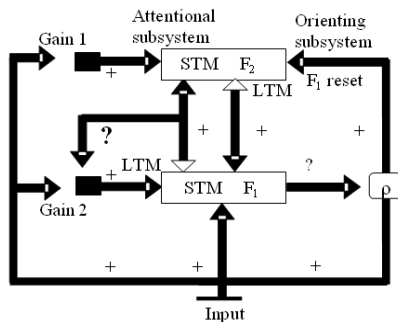 Attentional
subsystem
Orienting
subsystem
Gain 1
+
STM F₂
F₁ reset
LTM
?
+
+
+
LTM
+
STM F₁
?
ρ
Gain 2
+
+
+
Input